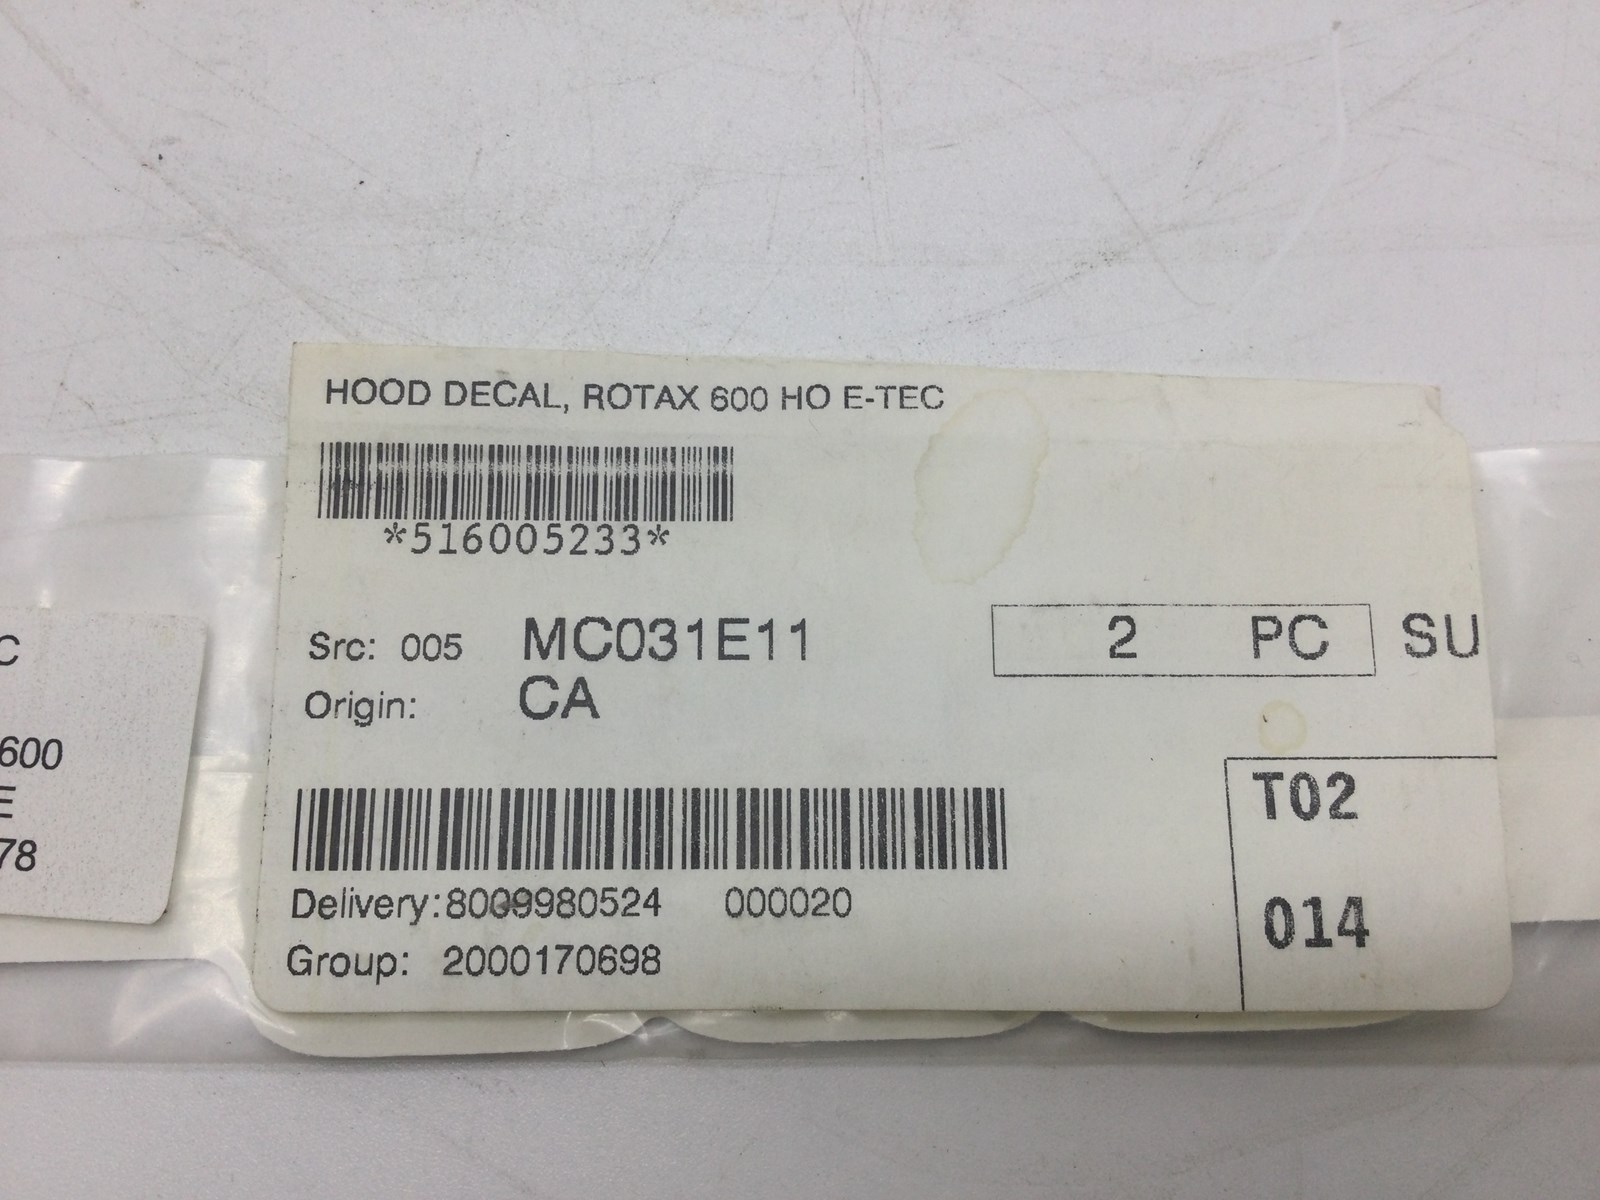 HOOD DECAL, ROTAX 600 HO E-TEC
*516005233*
Src: 005 MC031E11 2 PC SU
Origin: CA
T02
Delivery:8009980524 000020
014
Group: 2000170698
C
600
E
78